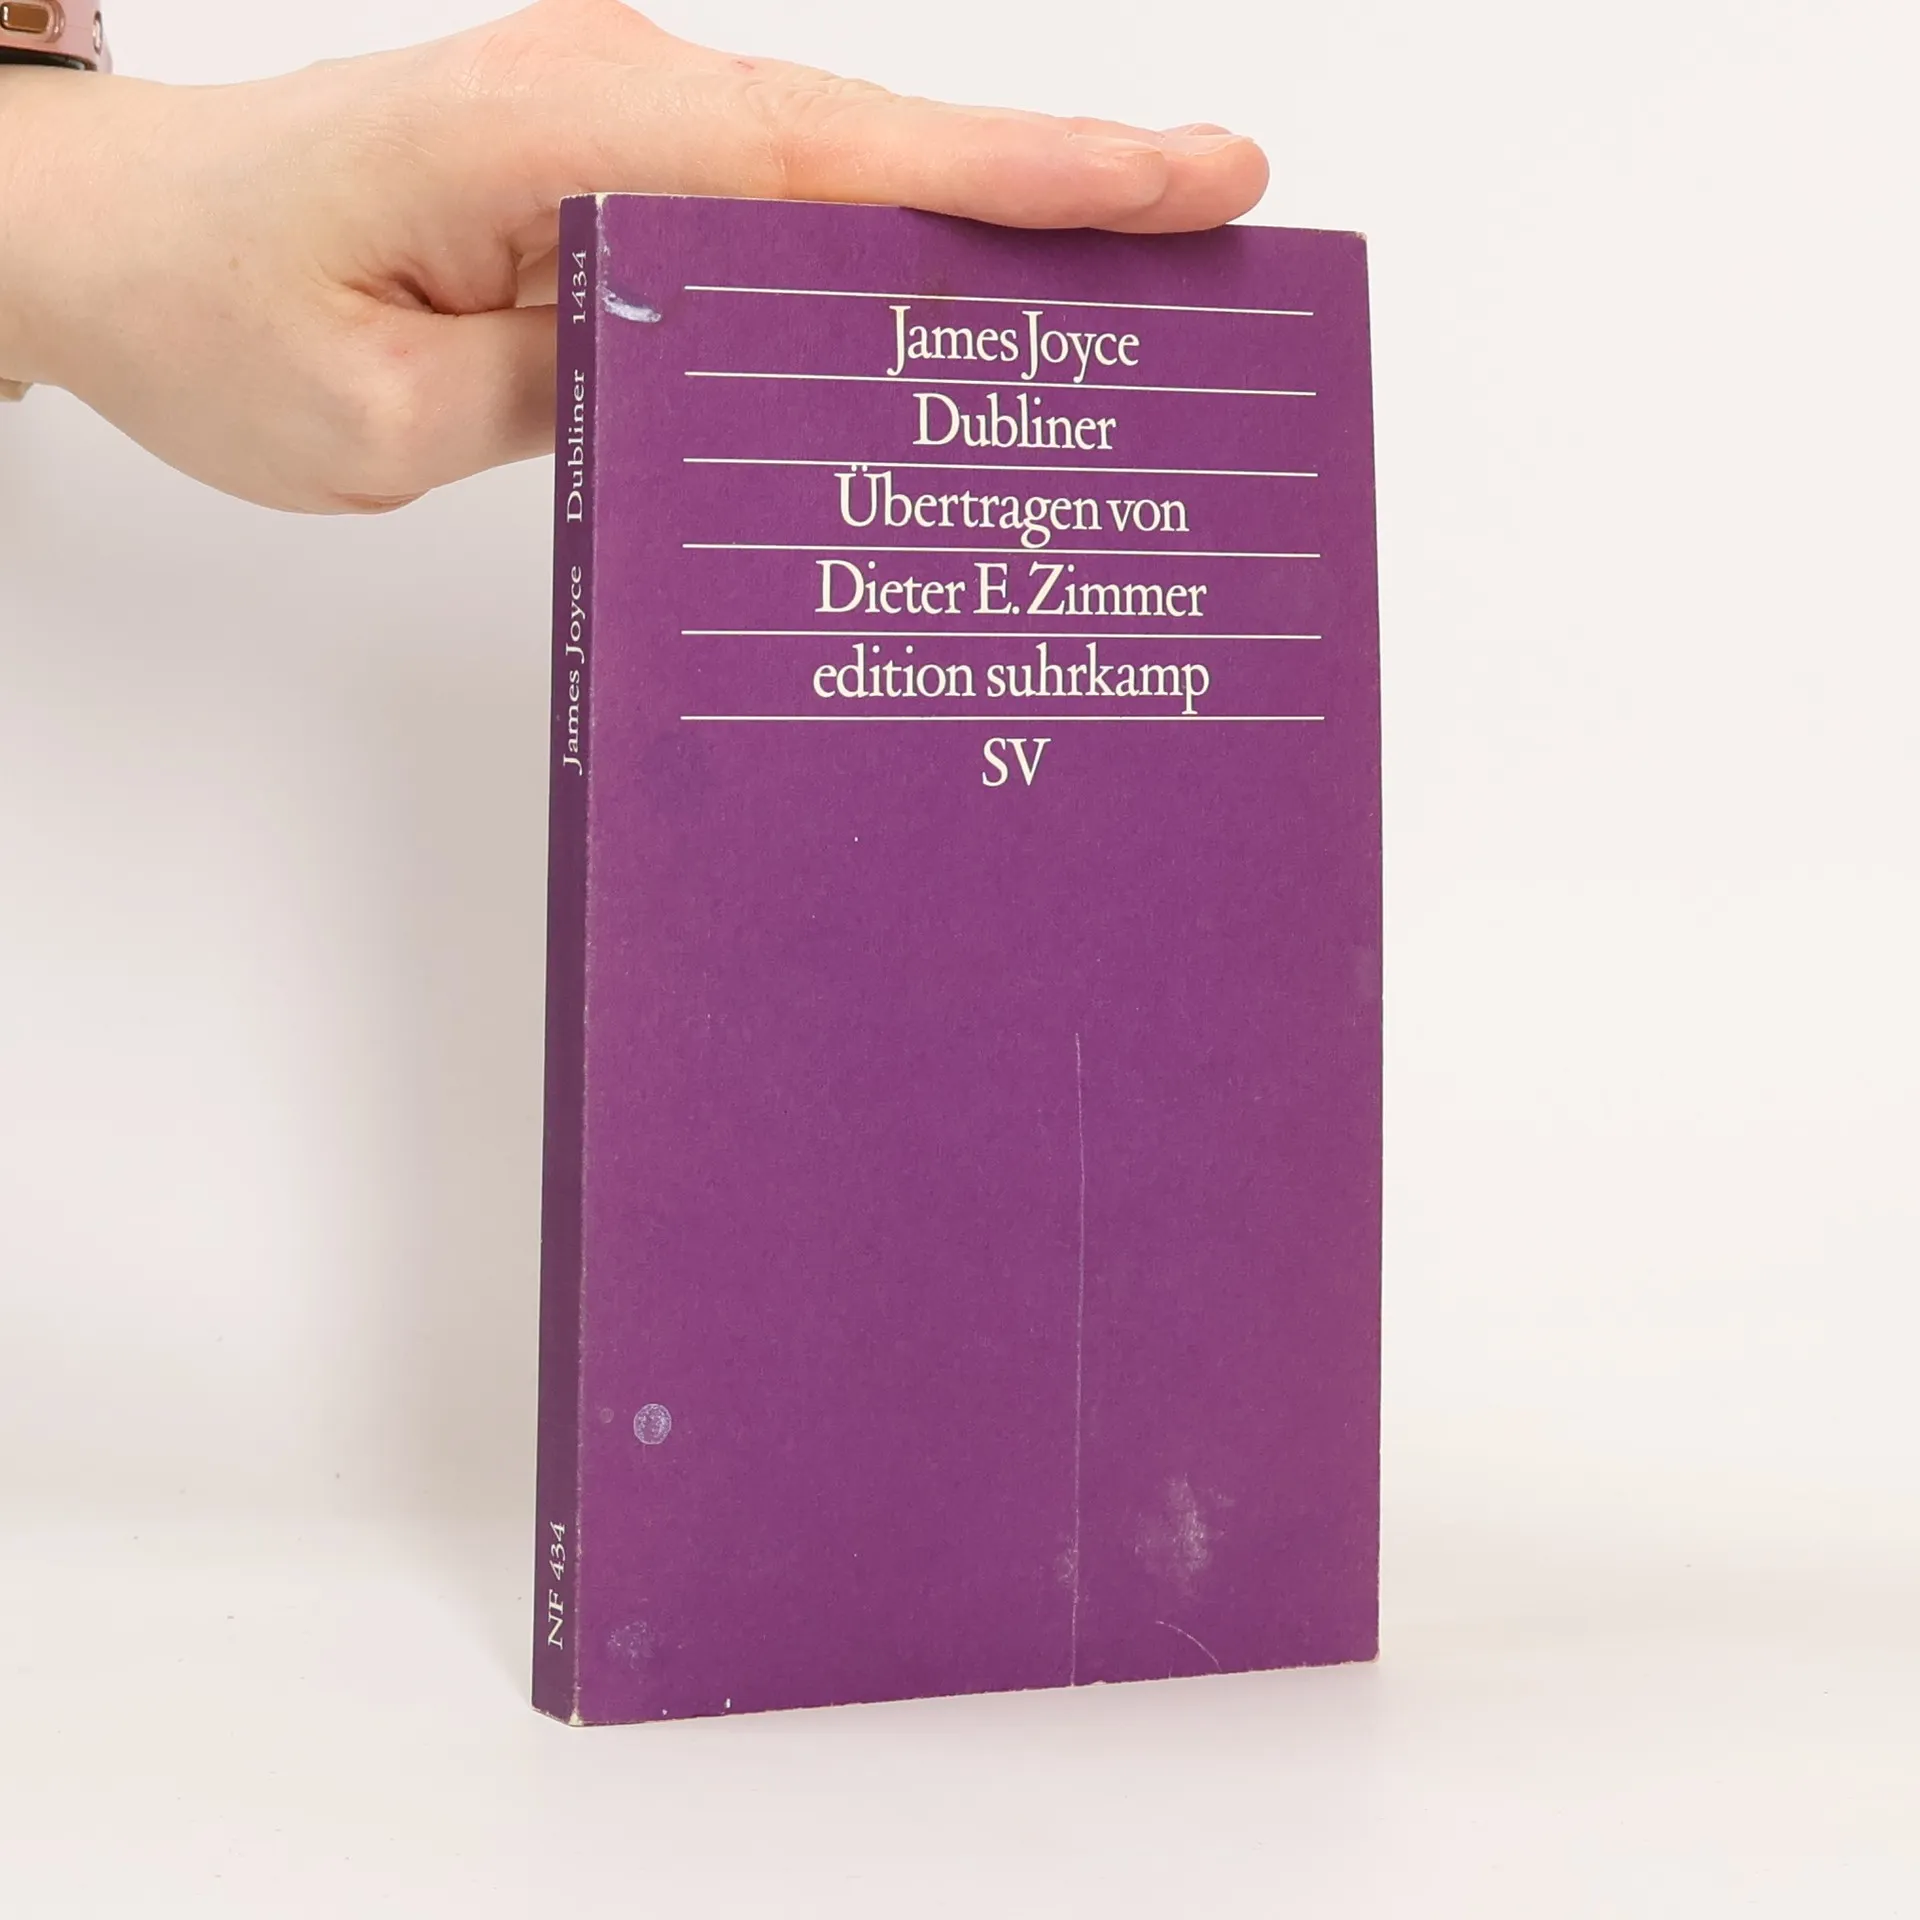 James Joyce
Dubliner
Übertragen von
Dieter E. Zimmer
edition suhrkamp
SV
James Joyce Dubliner 1434
NF 434